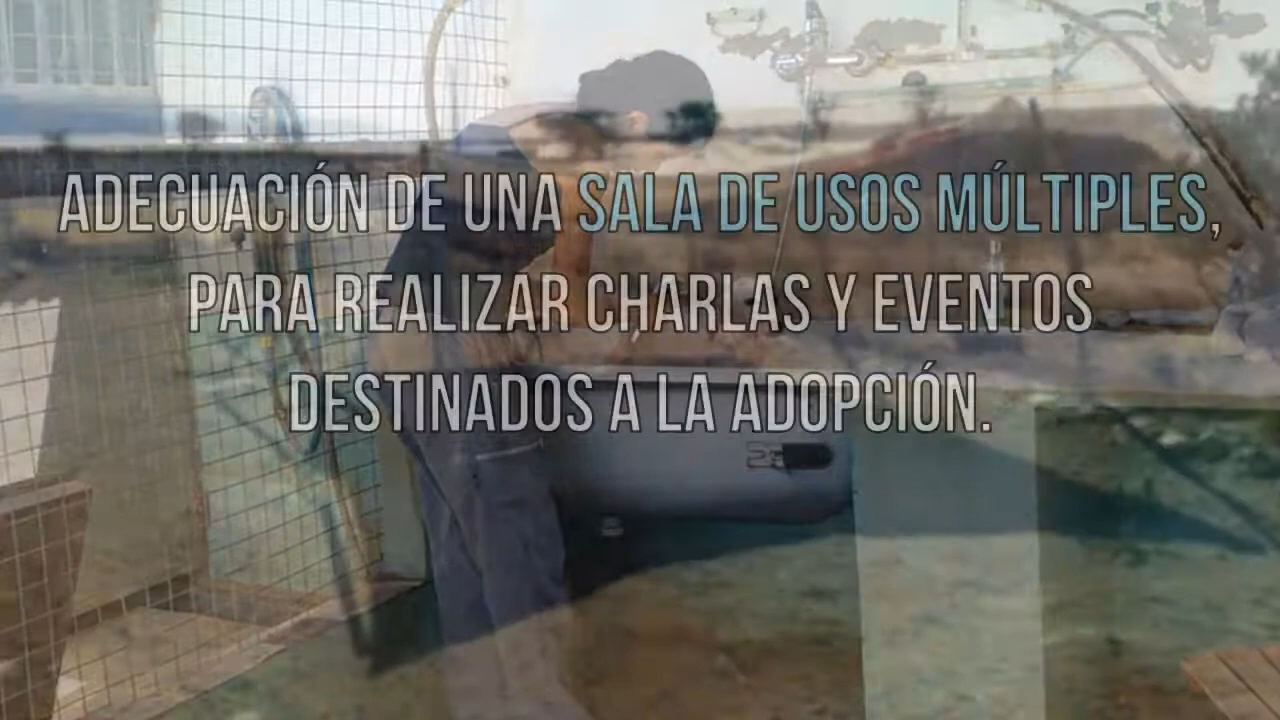 ADECUACIÓN DE UNA SALA DE USOS MÚLTIPLES,
PARA REALIZAR CHARLAS Y EVENTOS
DESTINADOS A LA ADOPCIÓN.